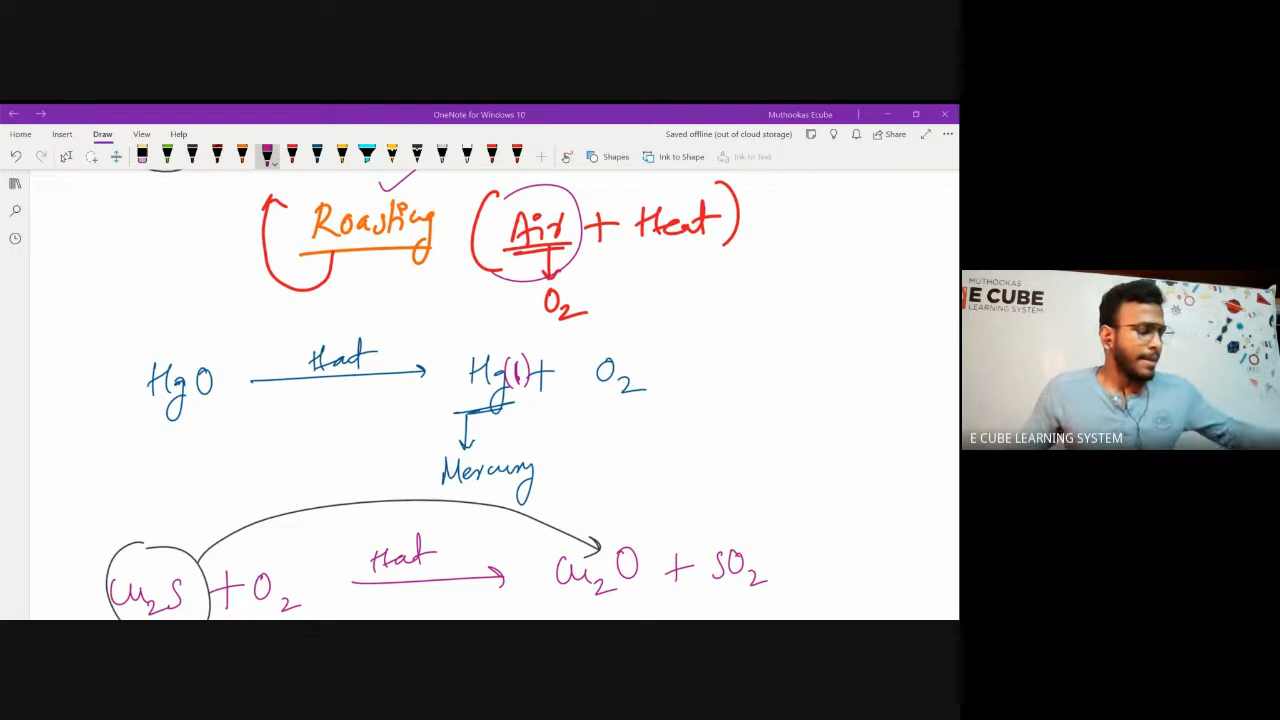 OneNote for Windows 10
Muthookas Ecube
Home Insert Draw View Help
Saved offline (out of cloud storage)
Share
Shapes
Ink to Shape
Ink to Text
Roasting (Air + Heat)
O2
HgO Heat Hg(l) + O2
Mercury
Cu2S + O2 Heat Cu2O + SO2
MUTHOOKAS
E CUBE
LEARNING SYSTEM
E CUBE LEARNING SYSTEM